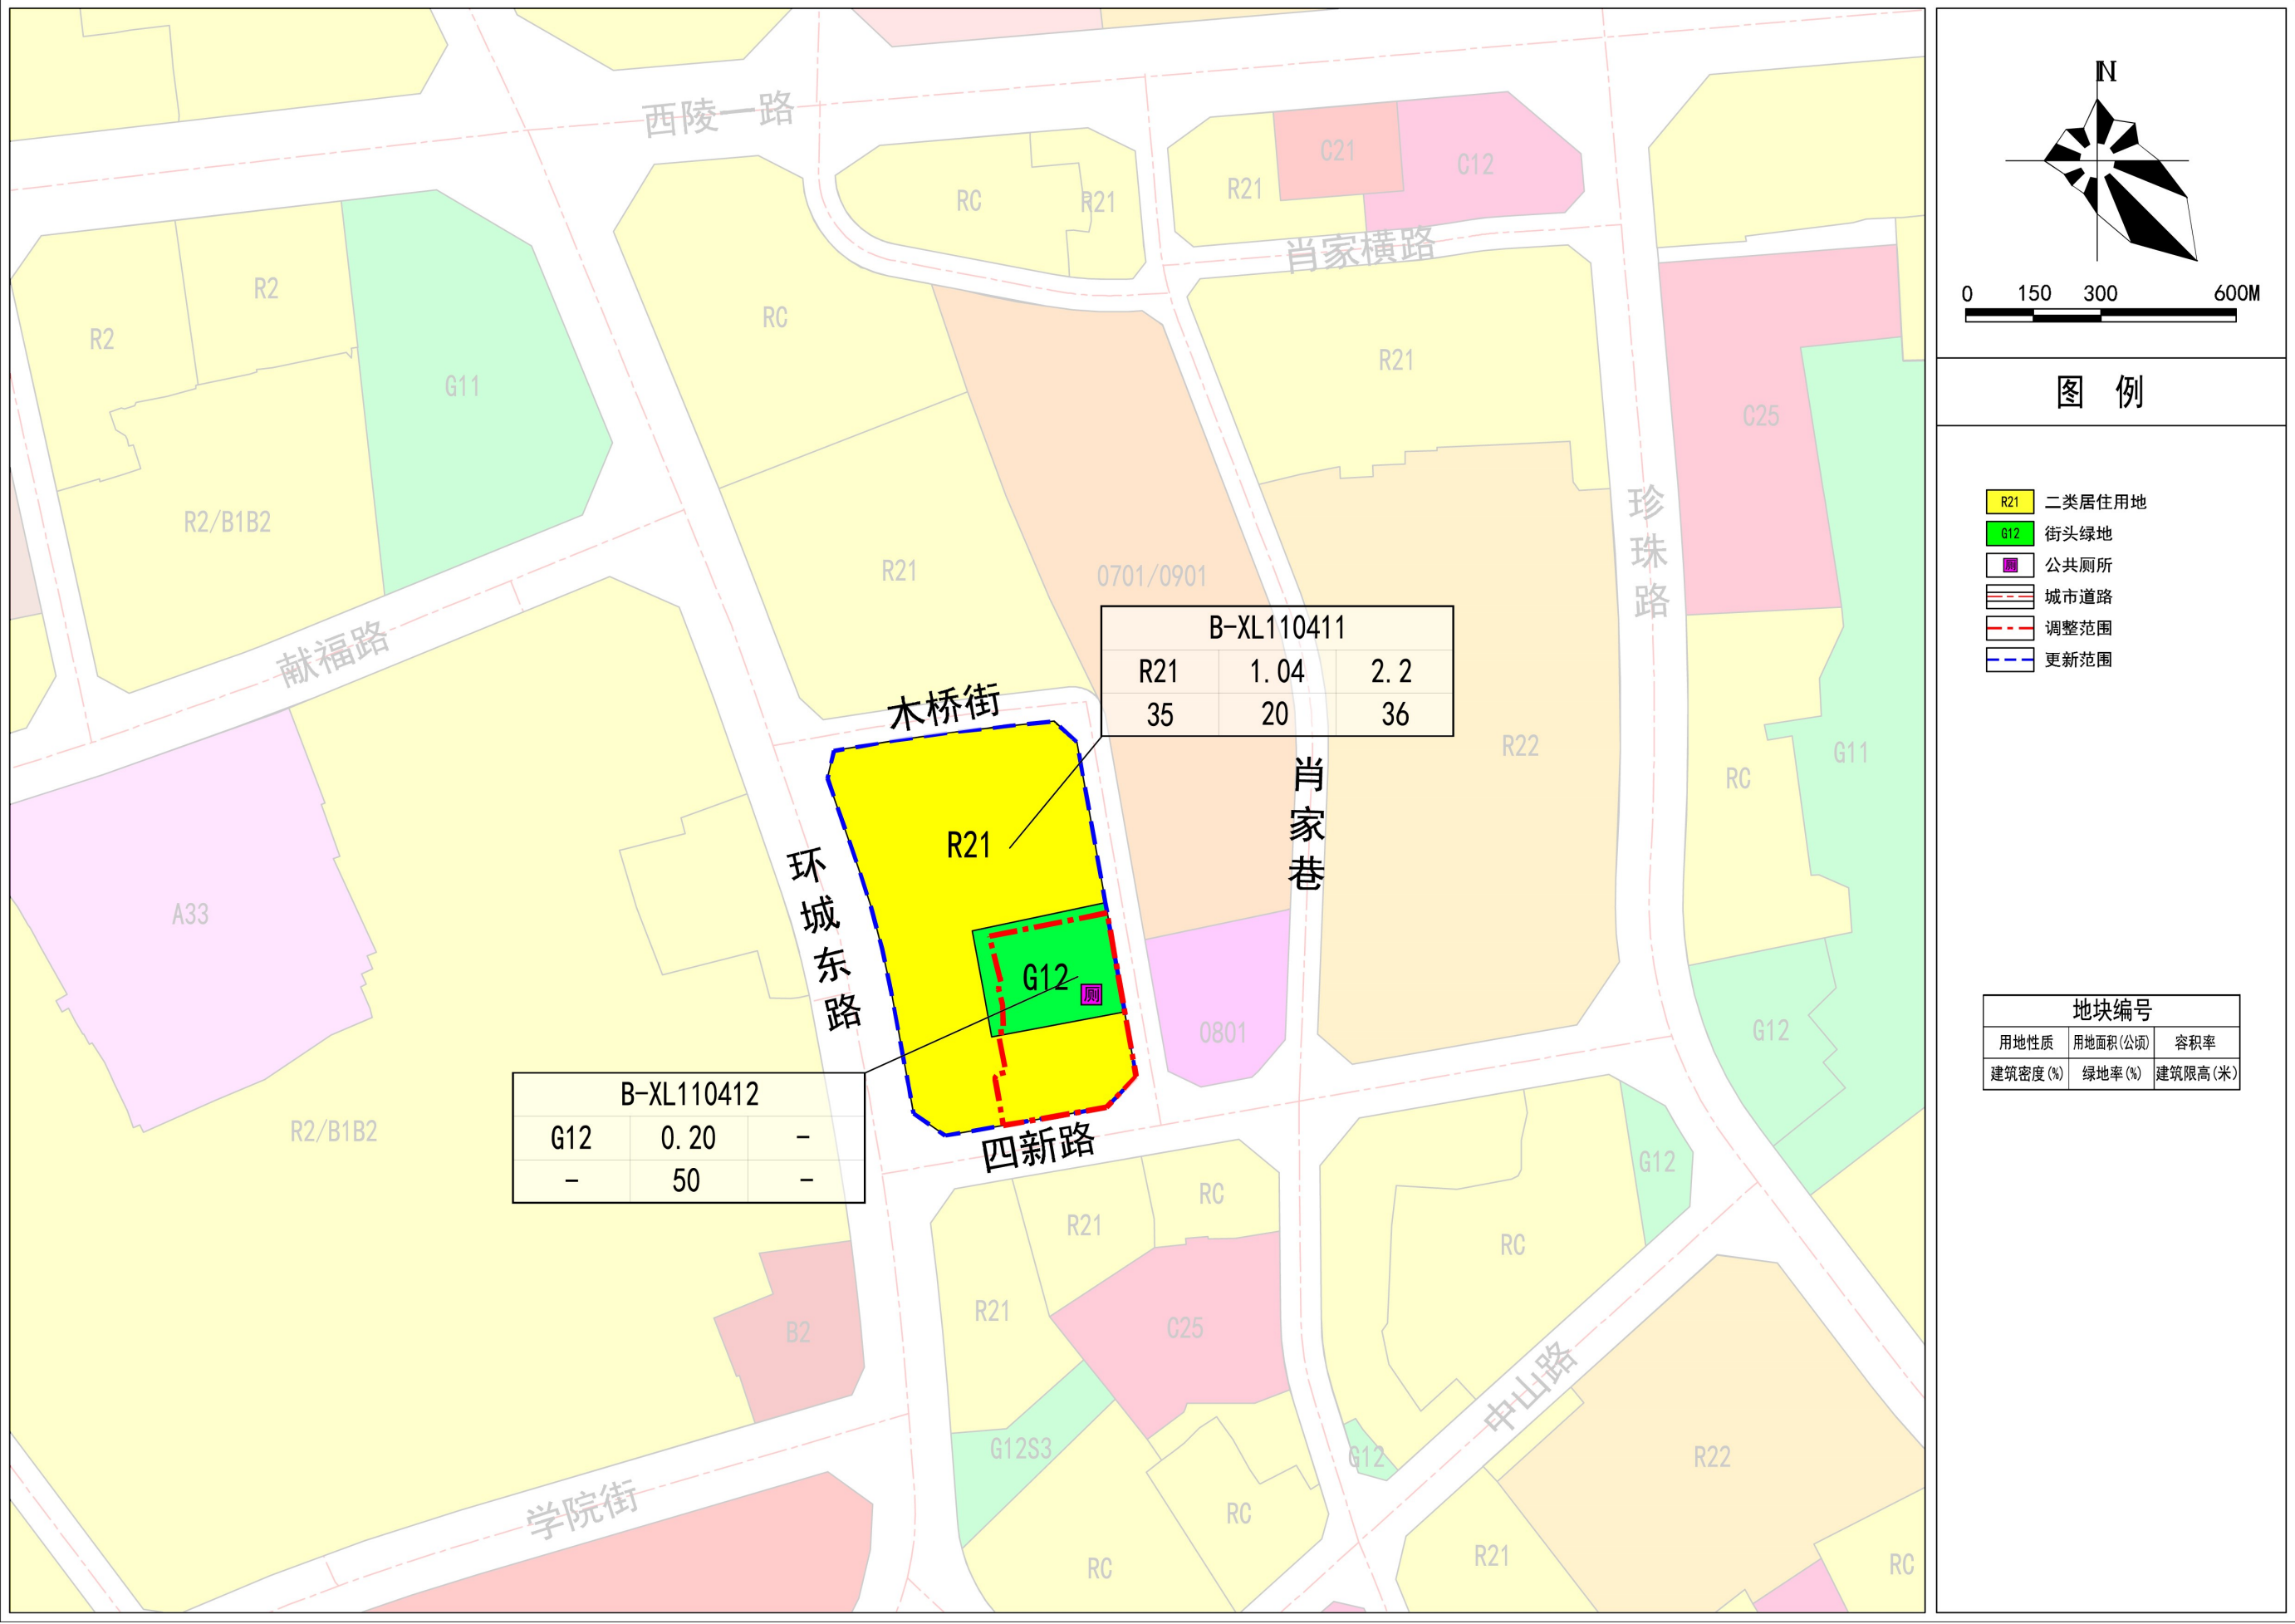 西陵一路
C21
C12
RC
R21
R21
肖家横路
R2
R2
G11
RC
R21
C25
R2/B1B2
R21
0701/0901
珍珠路
献福路
B-XL110411
R21 1.04 2.2
35 20 36
木桥街
R22
G11
RC
肖家巷
R21
环城东路
A33
G12
厕
0801
G12
B-XL110412
G12 0.20 -
- 50 -
四新路
R2/B1B2
R21
RC
G12
RC
R21
C25
B2
中山路
G12S3
G12
R22
学院街
RC
RC
R21
RC
N
0 150 300 600M
图 例
R21 二类居住用地
G12 街头绿地
厕 公共厕所
城市道路
调整范围
更新范围
地块编号
用地性质 用地面积(公顷) 容积率
建筑密度(%) 绿地率(%) 建筑限高(米)